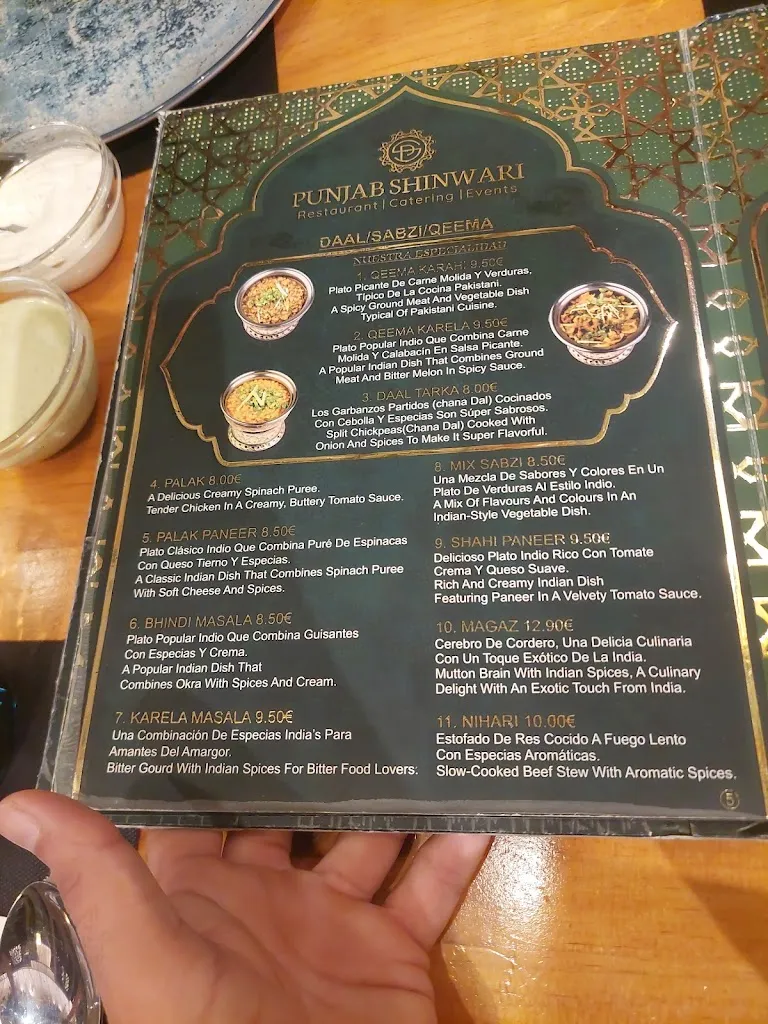 PUNJAB SHINWARI
Restaurant | Catering | Events
DAAL/SABZI/QEEMA
NUESTRA ESPECIALIDAD
1. QEEMA KARAHI 9.50€
Plato Picante De Carne Molida Y Verduras,
Típico De La Cocina Pakistani.
A Spicy Ground Meat And Vegetable Dish
Typical Of Pakistani Cuisine.
2. QEEMA KARELA 9.50€
Plato Popular Indio Que Combina Carne
Molida Y Calabacín En Salsa Picante.
A Popular Indian Dish That Combines Ground
Meat And Bitter Melon In Spicy Sauce.
3. DAAL TARKA 8.00€
Los Garbanzos Partidos (chana Dal) Cocinados
Con Cebolla Y Especias Son Súper Sabrosos.
Split Chickpeas(Chana Dal) Cooked With
Onion And Spices To Make It Super Flavorful.
4. PALAK 8.00€
A Delicious Creamy Spinach Puree.
Tender Chicken In A Creamy, Buttery Tomato Sauce.
5. PALAK PANEER 8.50€
Plato Clásico Indio Que Combina Puré De Espinacas
Con Queso Tierno Y Especias.
A Classic Indian Dish That Combines Spinach Puree
With Soft Cheese And Spices.
6. BHINDI MASALA 8.50€
Plato Popular Indio Que Combina Guisantes
Con Especias Y Crema.
A Popular Indian Dish That
Combines Okra With Spices And Cream.
7. KARELA MASALA 9.50€
Una Combinación De Especias India's Para
Amantes Del Amargor.
Bitter Gourd With Indian Spices For Bitter Food Lovers.
8. MIX SABZI 8.50€
Una Mezcla De Sabores Y Colores En Un
Plato De Verduras Al Estilo Indio.
A Mix Of Flavours And Colours In An
Indian-Style Vegetable Dish.
9. SHAHI PANEER 9.50€
Delicioso Plato Indio Rico Con Tomate
Crema Y Queso Suave.
Rich And Creamy Indian Dish
Featuring Paneer In A Velvety Tomato Sauce.
10. MAGAZ 12.90€
Cerebro De Cordero, Una Delicia Culinaria
Con Un Toque Exótico De La India.
Mutton Brain With Indian Spices, A Culinary
Delight With An Exotic Touch From India.
11. NIHARI 10.00€
Estofado De Res Cocido A Fuego Lento
Con Especias Aromáticas.
Slow-Cooked Beef Stew With Aromatic Spices.
5